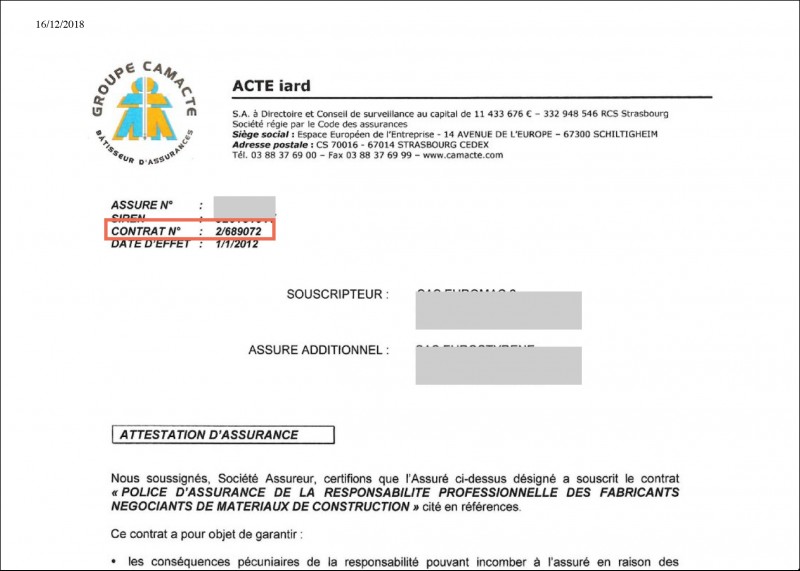 16/12/2018
GROUPE CAMACTE
BÂTISSEUR D'ASSURANCES
ACTE iard
S.A. à Directoire et Conseil de surveillance au capital de 11 433 676 € – 332 948 546 RCS Strasbourg
Société régie par le Code des assurances
Siège social : Espace Européen de l'Entreprise - 14 AVENUE DE L'EUROPE – 67300 SCHILTIGHEIM
Adresse postale : CS 70016 - 67014 STRASBOURG CEDEX
Tél. 03 88 37 69 00 – Fax 03 88 37 69 99 – www.camacte.com
ASSURE N° :
SIREN :
CONTRAT N° : 2/689072
DATE D'EFFET : 1/1/2012
SOUSCRIPTEUR :
ASSURE ADDITIONNEL :
ATTESTATION D'ASSURANCE
Nous soussignés, Société Assureur, certifions que l'Assuré ci-dessus désigné a souscrit le contrat
« POLICE D'ASSURANCE DE LA RESPONSABILITE PROFESSIONNELLE DES FABRICANTS
NEGOCIANTS DE MATERIAUX DE CONSTRUCTION » cité en références.
Ce contrat a pour objet de garantir :
• les conséquences pécuniaires de la responsabilité pouvant incomber à l'assuré en raison des